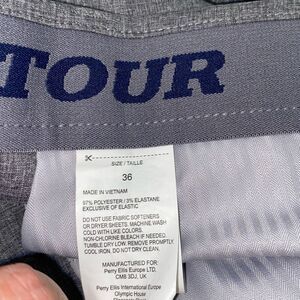 TOUR
SIZE / TAILLE:
36
MADE IN VIETNAM
97% POLYESTER / 3% ELASTANE
EXCLUSIVE OF ELASTIC
DO NOT USE FABRIC SOFTENERS
OR DRYER SHEETS. MACHINE WASH
COLD WITH LIKE COLORS.
NON-CHLORINE BLEACH IF NEEDED.
TUMBLE DRY LOW. REMOVE PROMPTLY
COOL IRON, DO NOT DRY CLEAN.
MANUFACTURED FOR:
Perry Ellis Europe LTD,
CM8 3DJ, UK
Perry Ellis International Europe
Olympic House